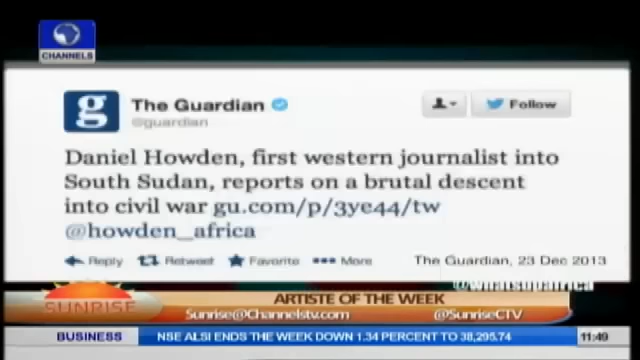 CHANNELS
The Guardian
@guardian
Follow
Daniel Howden, first western journalist into
South Sudan, reports on a brutal descent
into civil war gu.com/p/3ye44/tw
@howden_africa
Reply Retweet Favorite More
The Guardian, 23 Dec 2013
@whatsupafrica
SUNRISE
ARTISTE OF THE WEEK
Sunrise@Channelstv.com @SunriseCTV
BUSINESS NSE ALSI ENDS THE WEEK DOWN 1.34 PERCENT TO 38,295.74 11:49